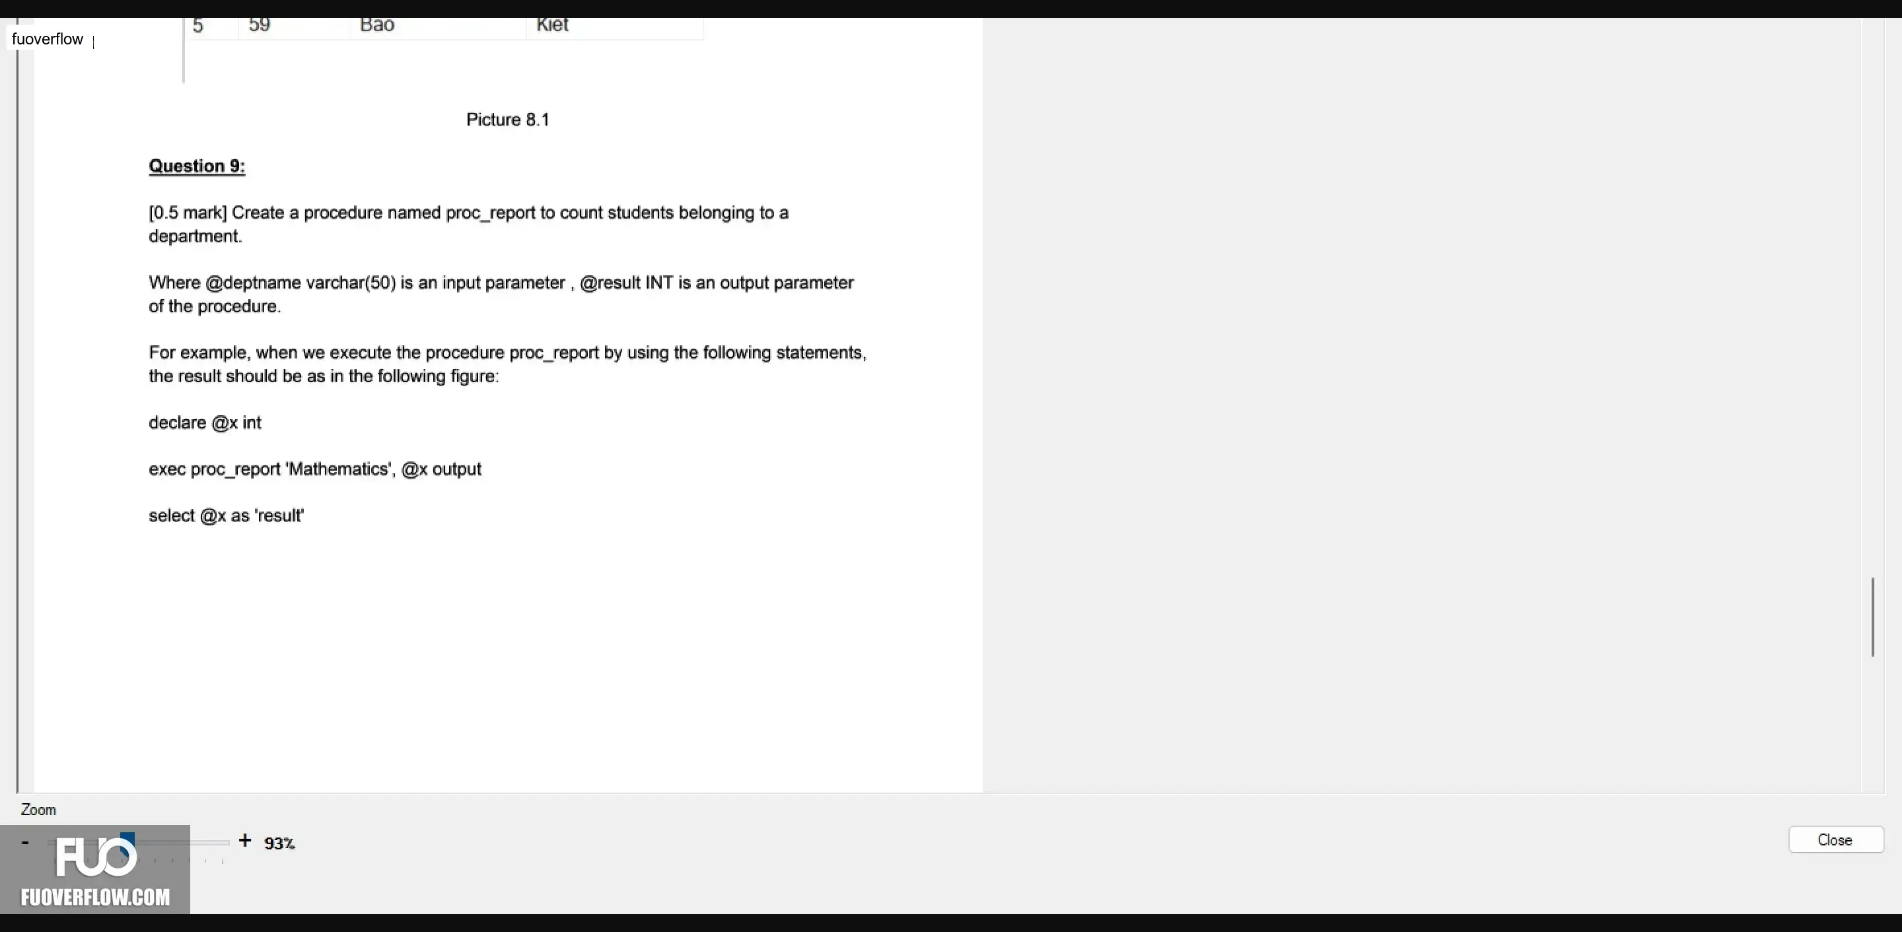 5 59 Bao Kiet
fuoverflow
Picture 8.1
Question 9:
[0.5 mark] Create a procedure named proc_report to count students belonging to a
department.
Where @deptname varchar(50) is an input parameter , @result INT is an output parameter
of the procedure.
For example, when we execute the procedure proc_report by using the following statements,
the result should be as in the following figure:
declare @x int
exec proc_report 'Mathematics', @x output
select @x as 'result'
Zoom
- + 93%
Close
FUO
FUOVERFLOW.COM